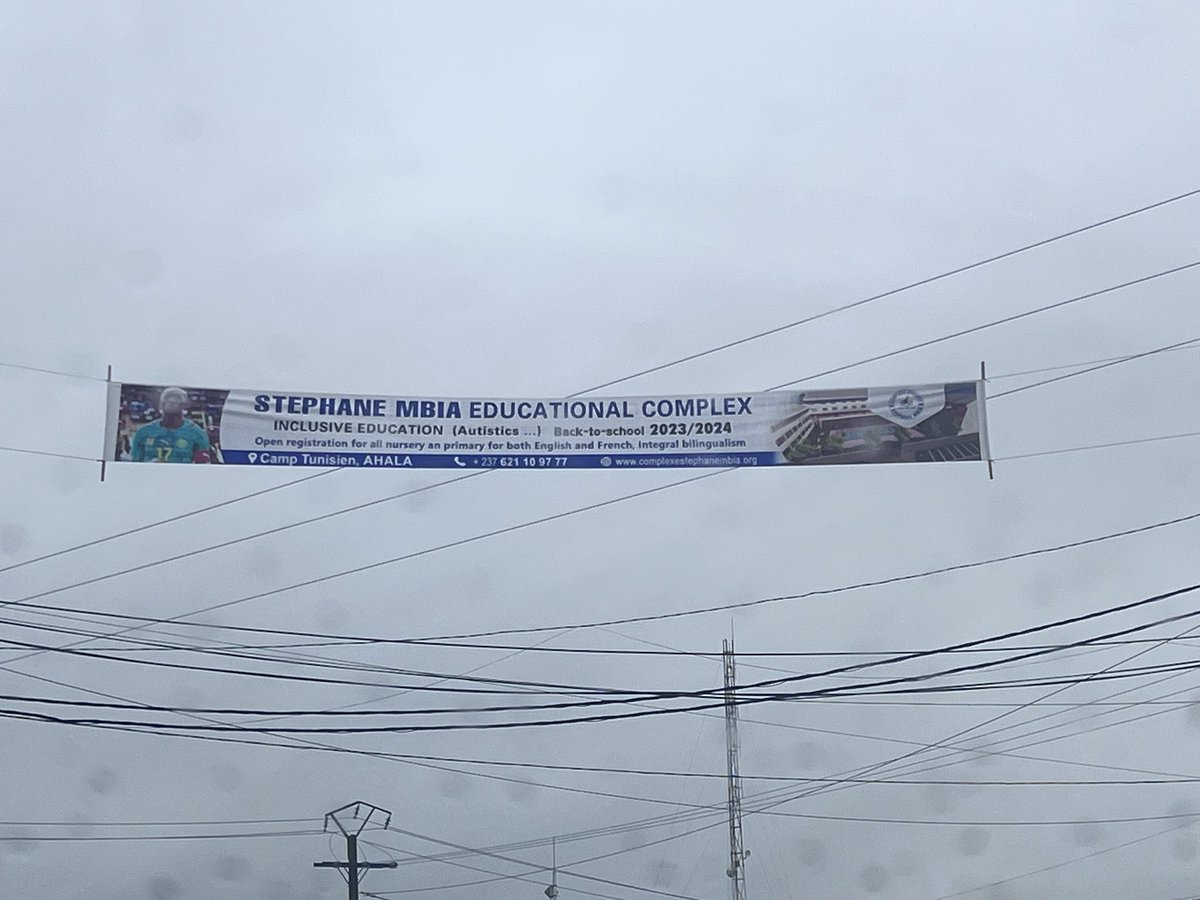 STEPHANE MBIA EDUCATIONAL COMPLEX
INCLUSIVE EDUCATION (Autistics ...) Back-to-school 2023/2024
Open registration for all nursery an primary for both English and French, Integral bilingualism
Camp Tunisien, AHALA + 237 621 10 97 77 www.complexestephanembia.org
17